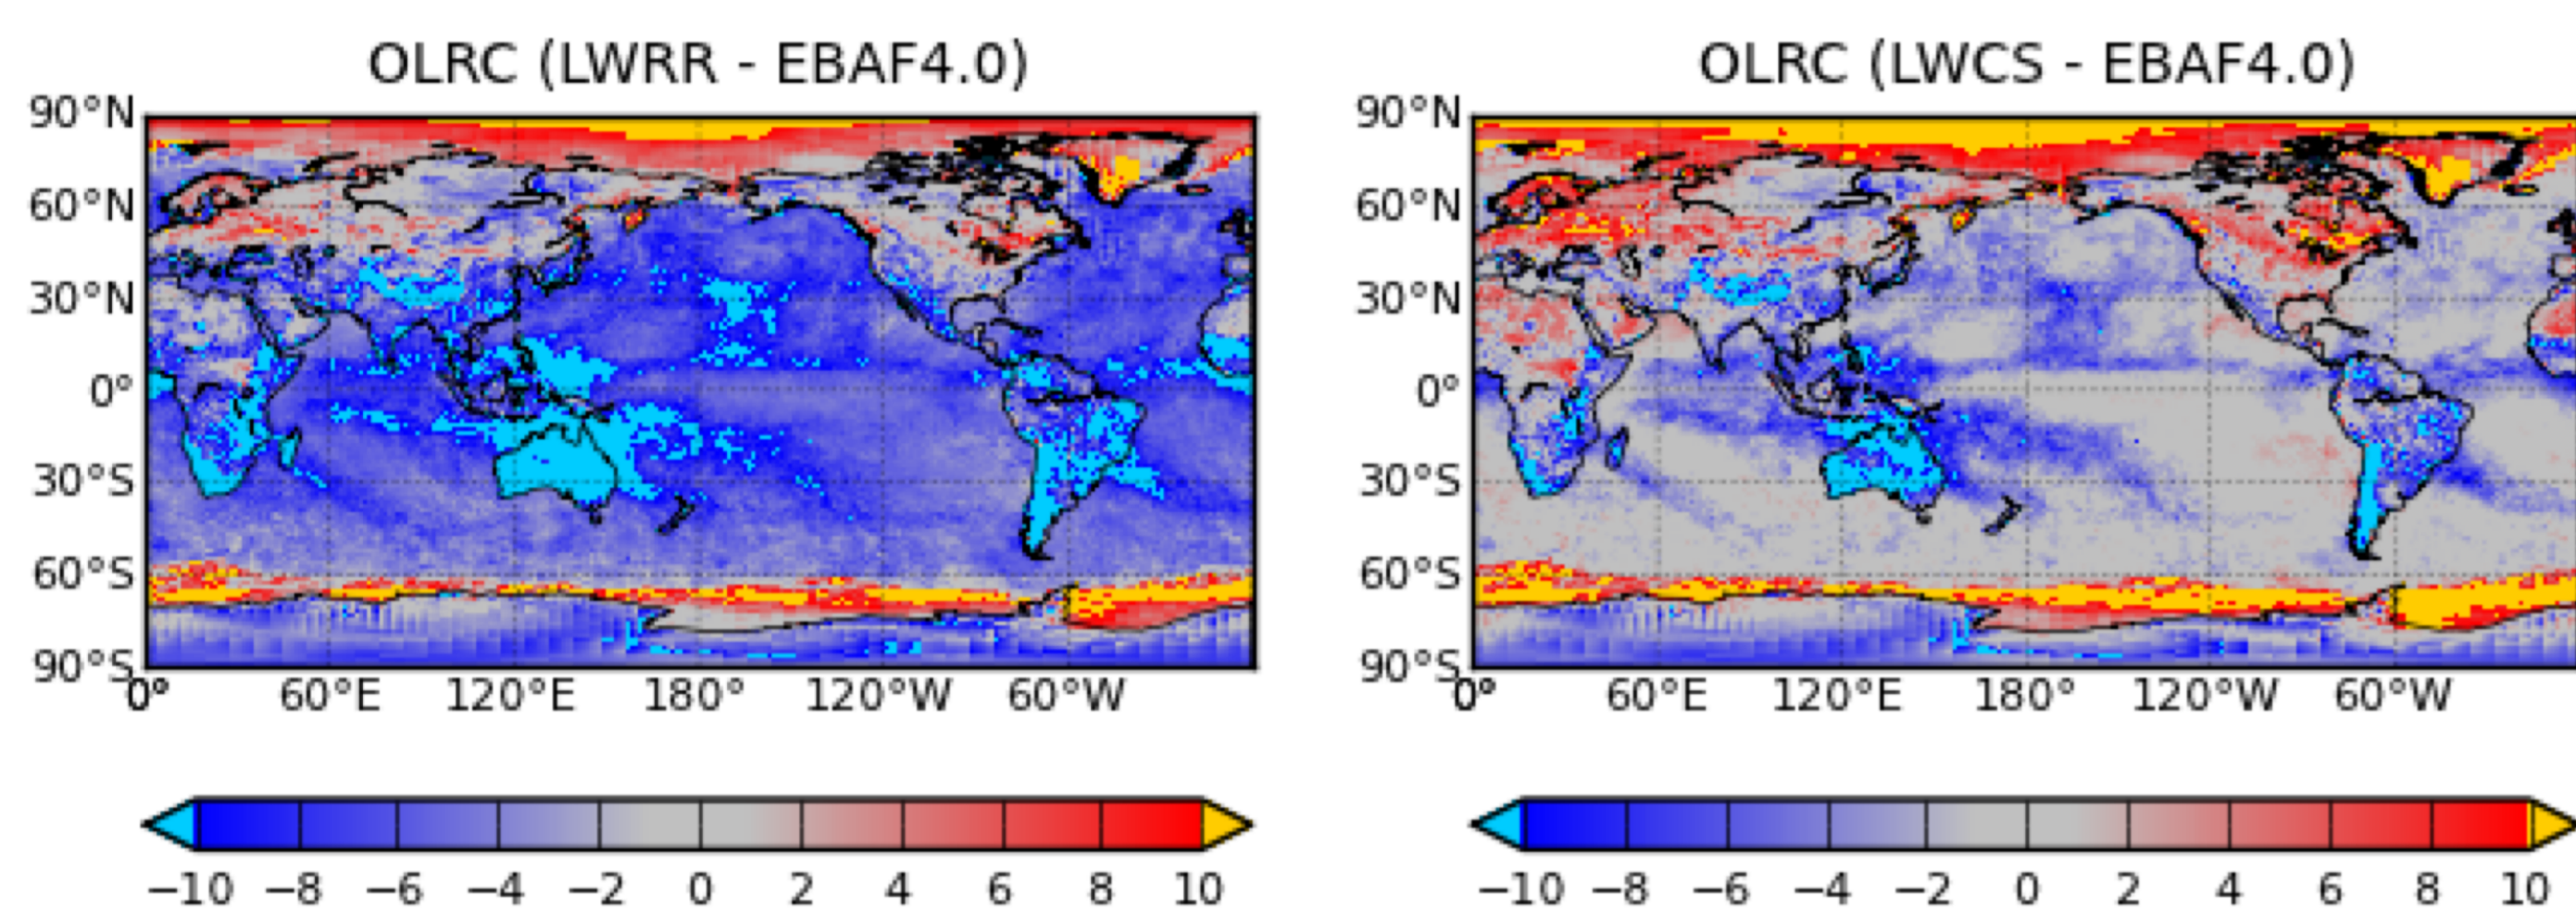 OLRC (LWRR - EBAF4.0)
90°N
60°N
30°N
0°
30°S
60°S
90°S
0° 60°E 120°E 180° 120°W 60°W
−10 −8 −6 −4 −2 0 2 4 6 8 10
OLRC (LWCS - EBAF4.0)
90°N
60°N
30°N
0°
30°S
60°S
90°S
0° 60°E 120°E 180° 120°W 60°W
−10 −8 −6 −4 −2 0 2 4 6 8 10